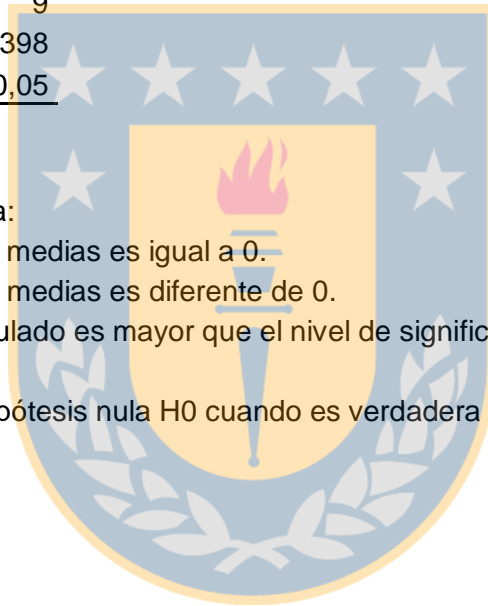 9
398
0,05
a:
medias es igual a 0.
medias es diferente de 0.
ulado es mayor que el nivel de signific
pótesis nula H0 cuando es verdadera